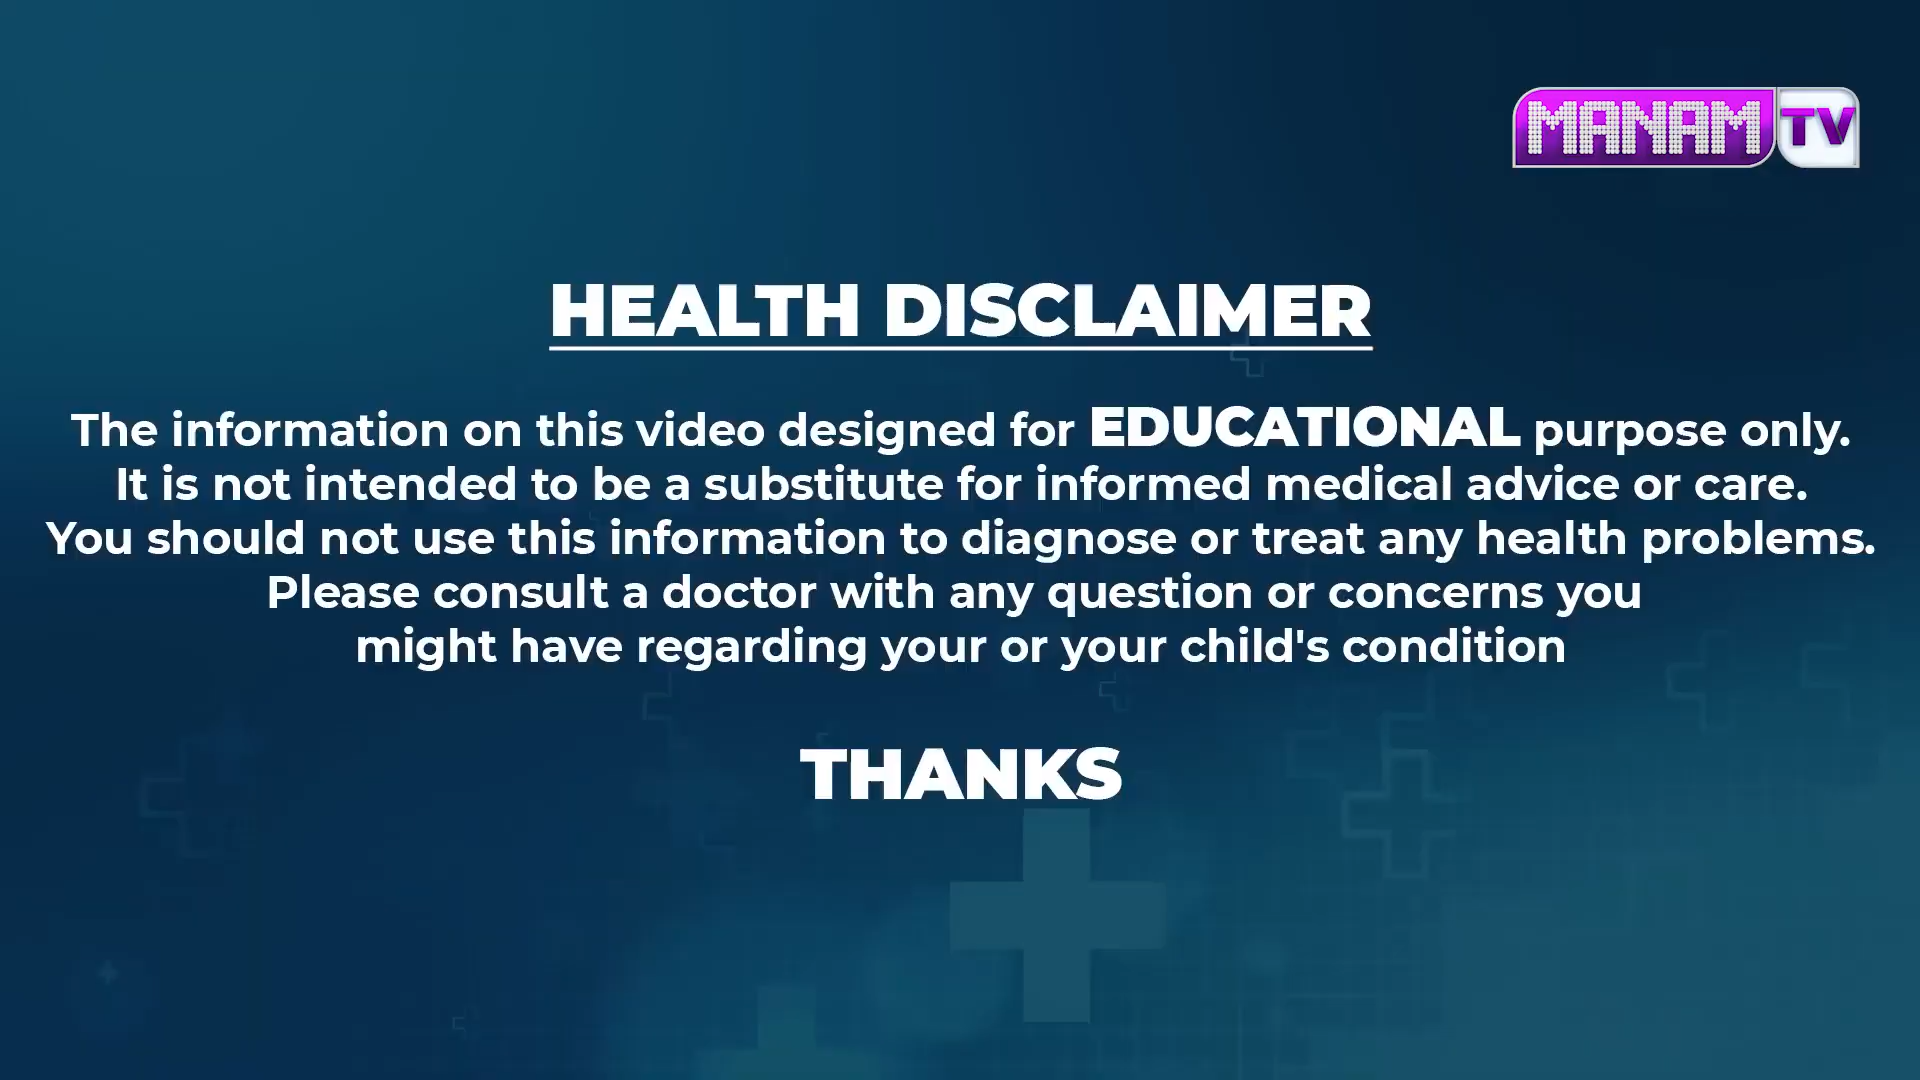 MANAM TV
HEALTH DISCLAIMER
The information on this video designed for EDUCATIONAL purpose only.
It is not intended to be a substitute for informed medical advice or care.
You should not use this information to diagnose or treat any health problems.
Please consult a doctor with any question or concerns you
might have regarding your or your child's condition
THANKS